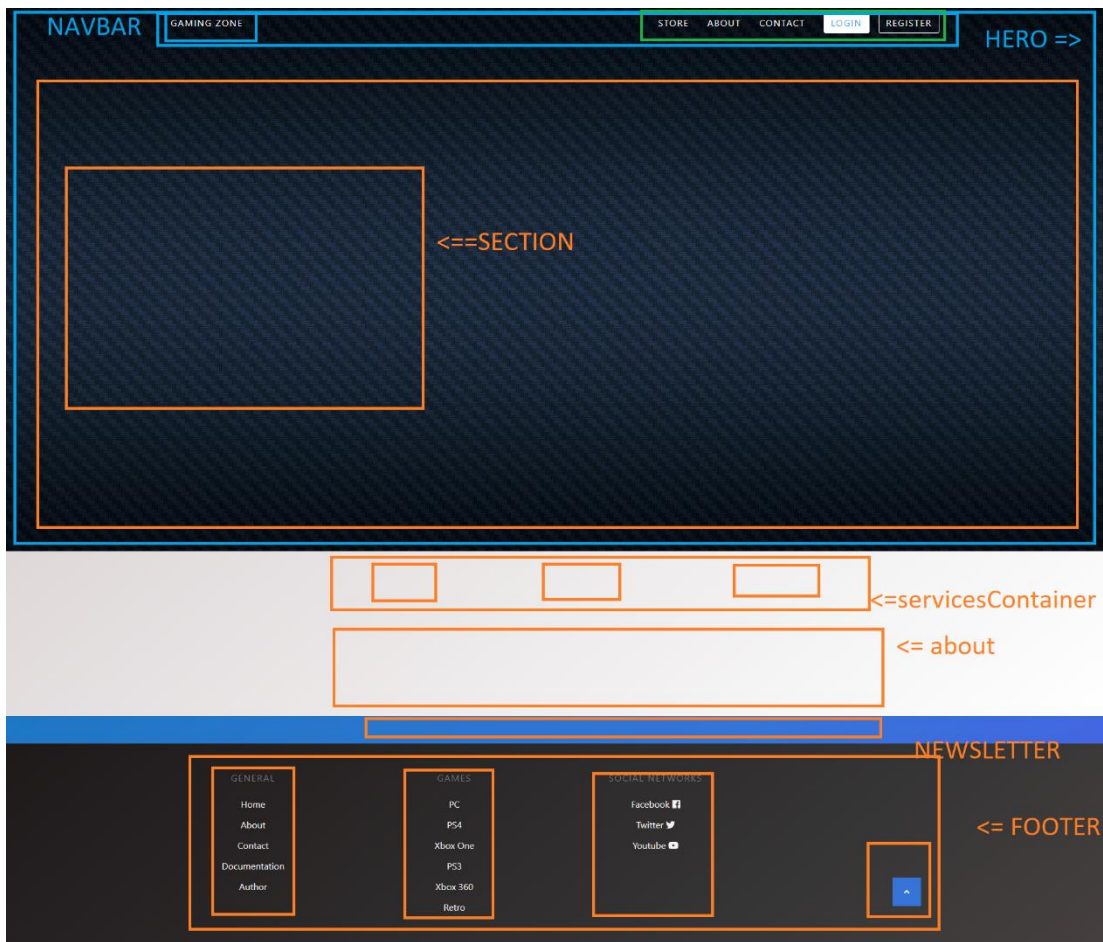 NAVBAR
GAMING ZONE
STORE ABOUT CONTACT LOGIN REGISTER
HERO =>
<==SECTION
<=servicesContainer
<= about
NEWSLETTER
GENERAL
Home
About
Contact
Documentation
Author
GAMES
PC
PS4
Xbox One
PS3
Xbox 360
Retro
SOCIAL NETWORKS
Facebook
Twitter
Youtube
<= FOOTER